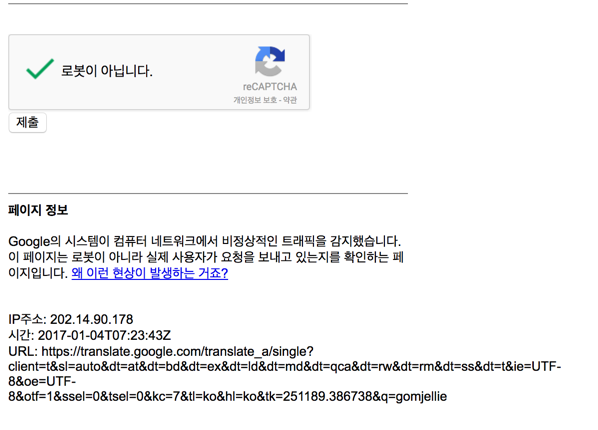 로봇이 아닙니다.
reCAPTCHA
개인정보 보호 - 약관
제출
페이지 정보
Google의 시스템이 컴퓨터 네트워크에서 비정상적인 트래픽을 감지했습니다.
이 페이지는 로봇이 아니라 실제 사용자가 요청을 보내고 있는지를 확인하는 페
이지입니다. 왜 이런 현상이 발생하는 거죠?
IP주소: 202.14.90.178
시간: 2017-01-04T07:23:43Z
URL: https://translate.google.com/translate_a/single?
client=t&sl=auto&dt=at&dt=bd&dt=ex&dt=ld&dt=md&dt=qca&dt=rw&dt=rm&dt=ss&dt=t&ie=UTF-
8&oe=UTF-
8&otf=1&ssel=0&tsel=0&kc=7&tl=ko&hl=ko&tk=251189.386738&q=gomjellie